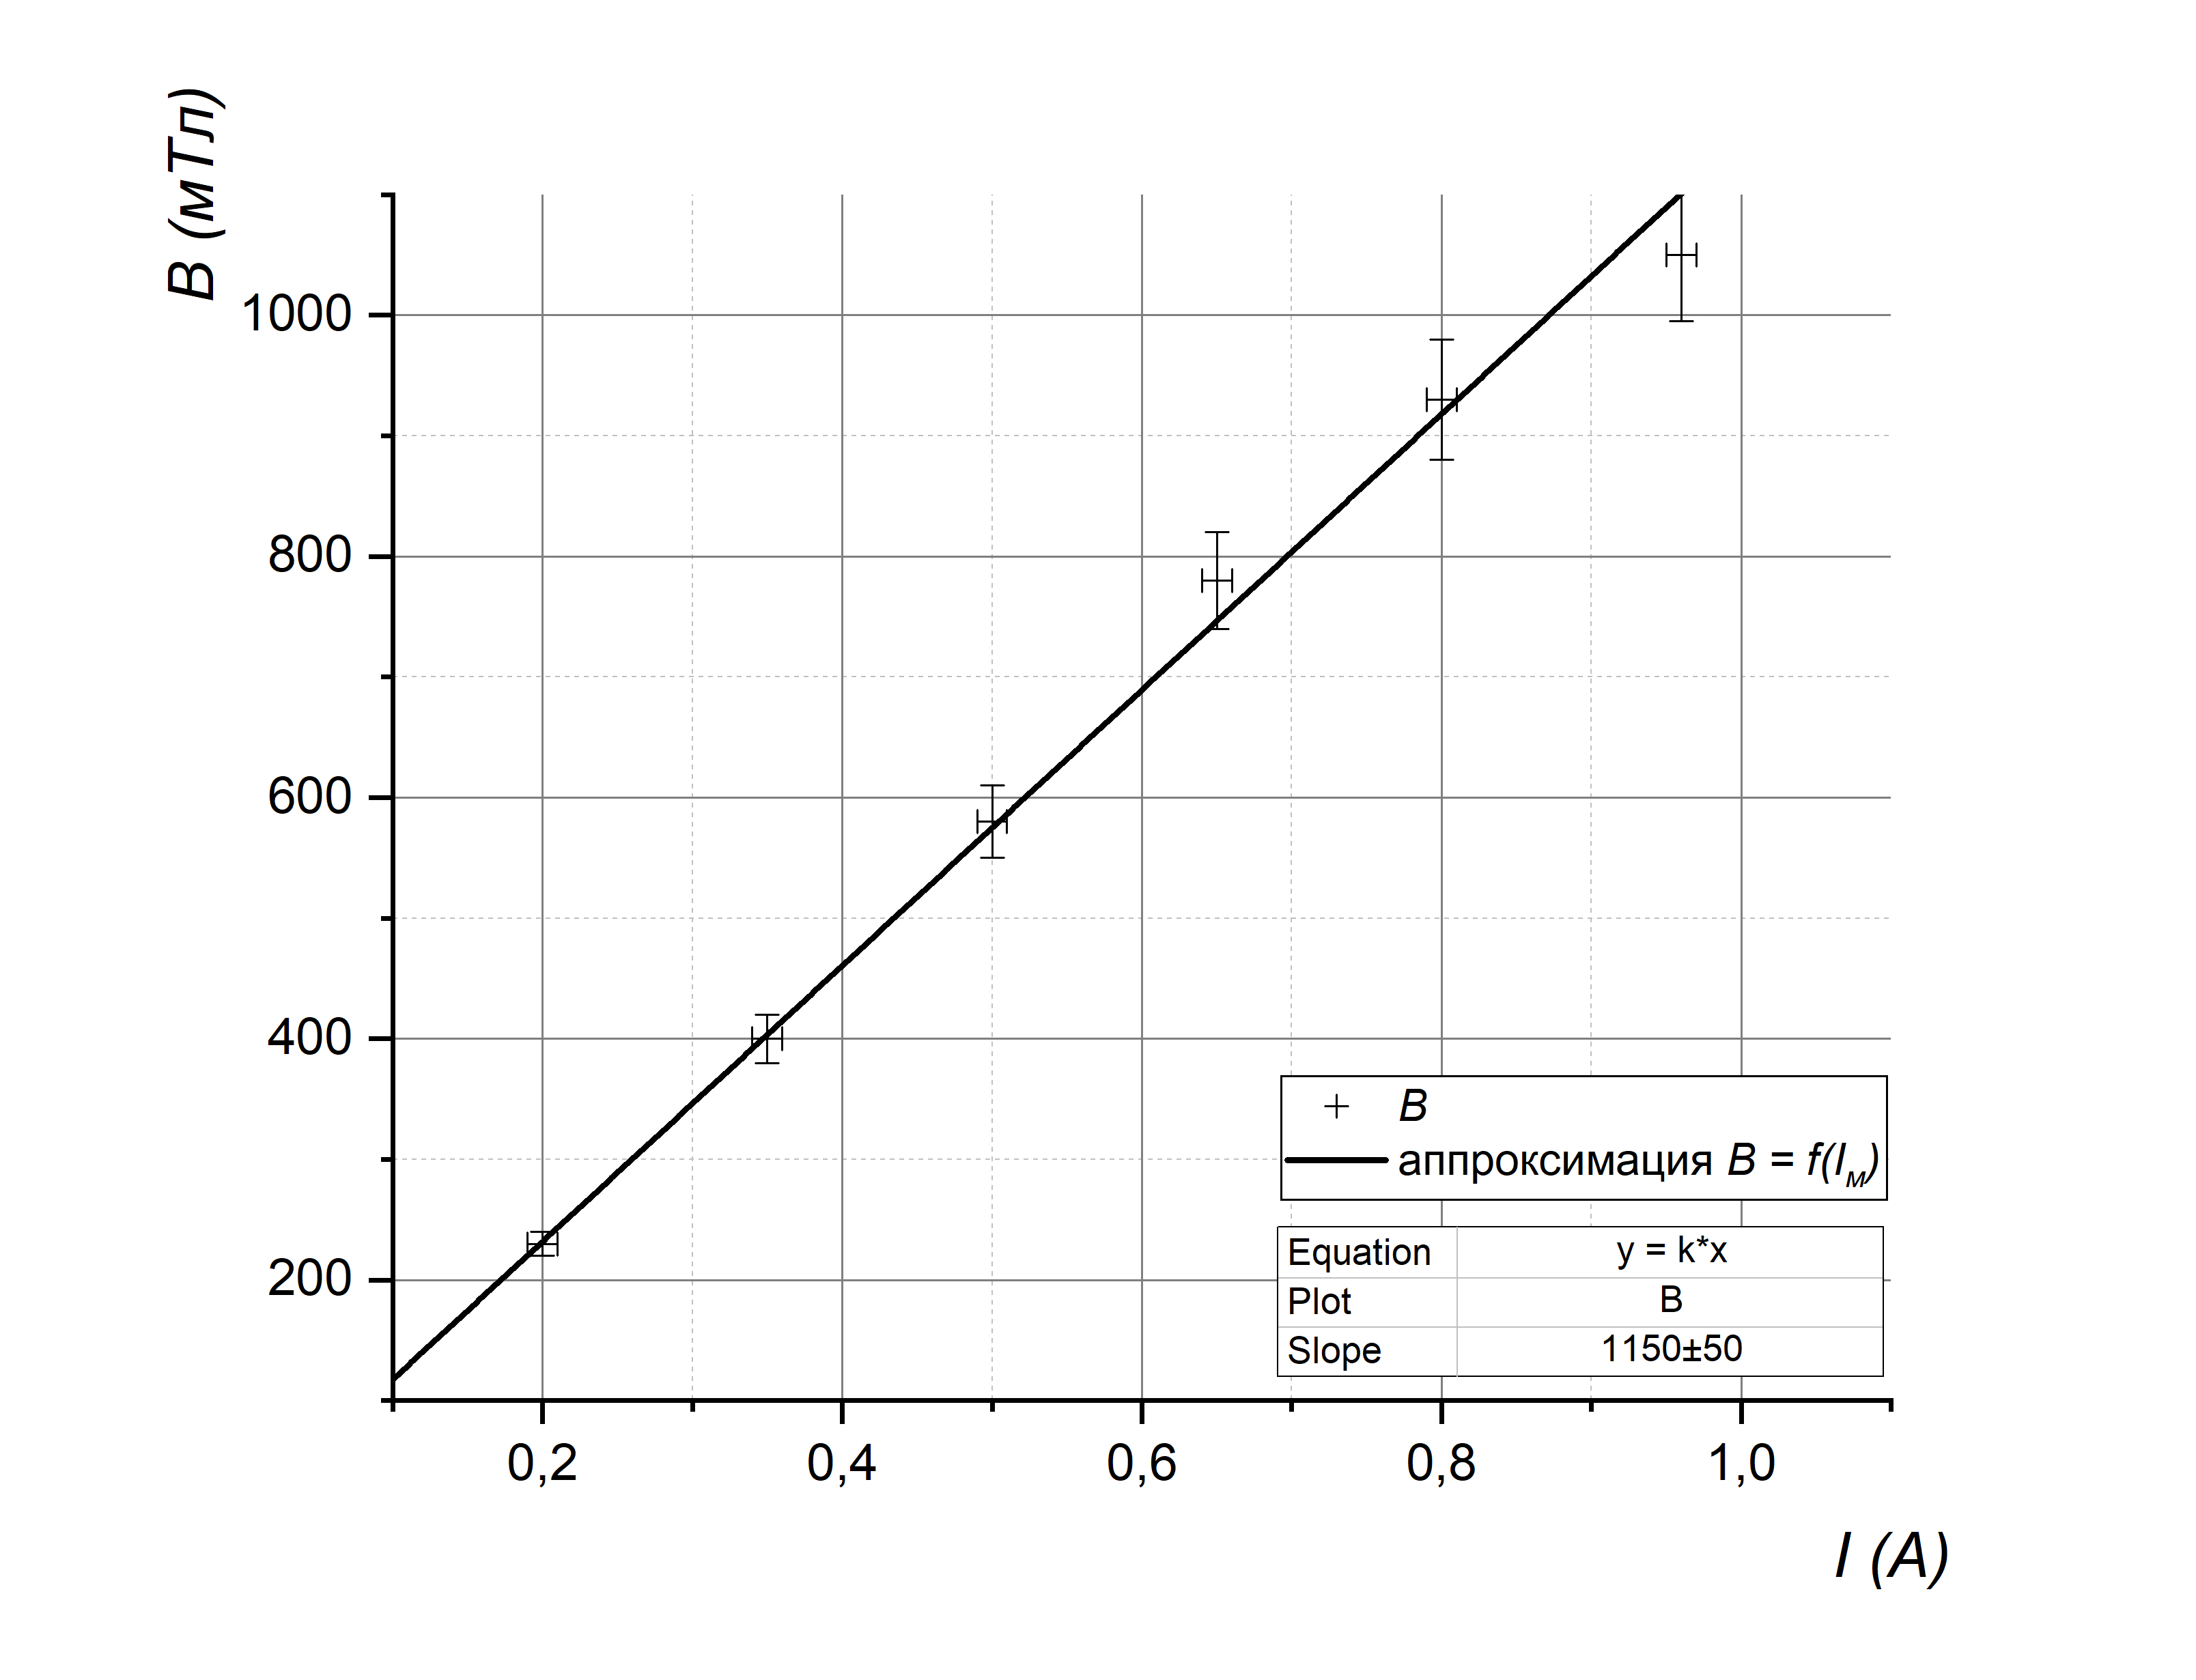 B (мТл)
1000
800
600
400
200
0,2 0,4 0,6 0,8 1,0
I (A)
B
аппроксимация B = f(Iм)
Equation y = k*x
Plot B
Slope 1150±50